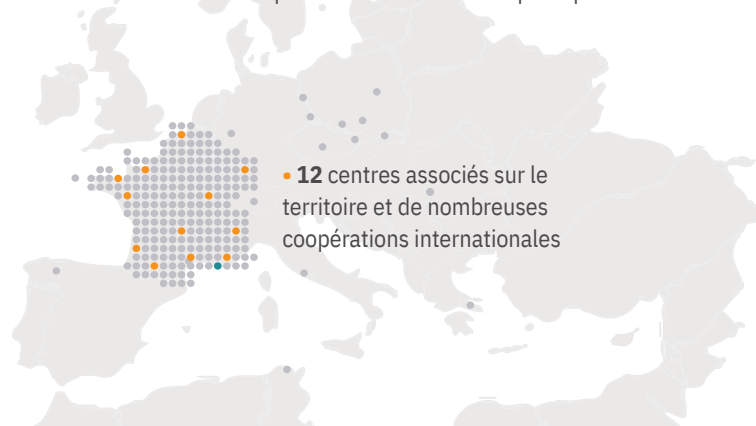 12 centres associés sur le
territoire et de nombreuses
coopérations internationales